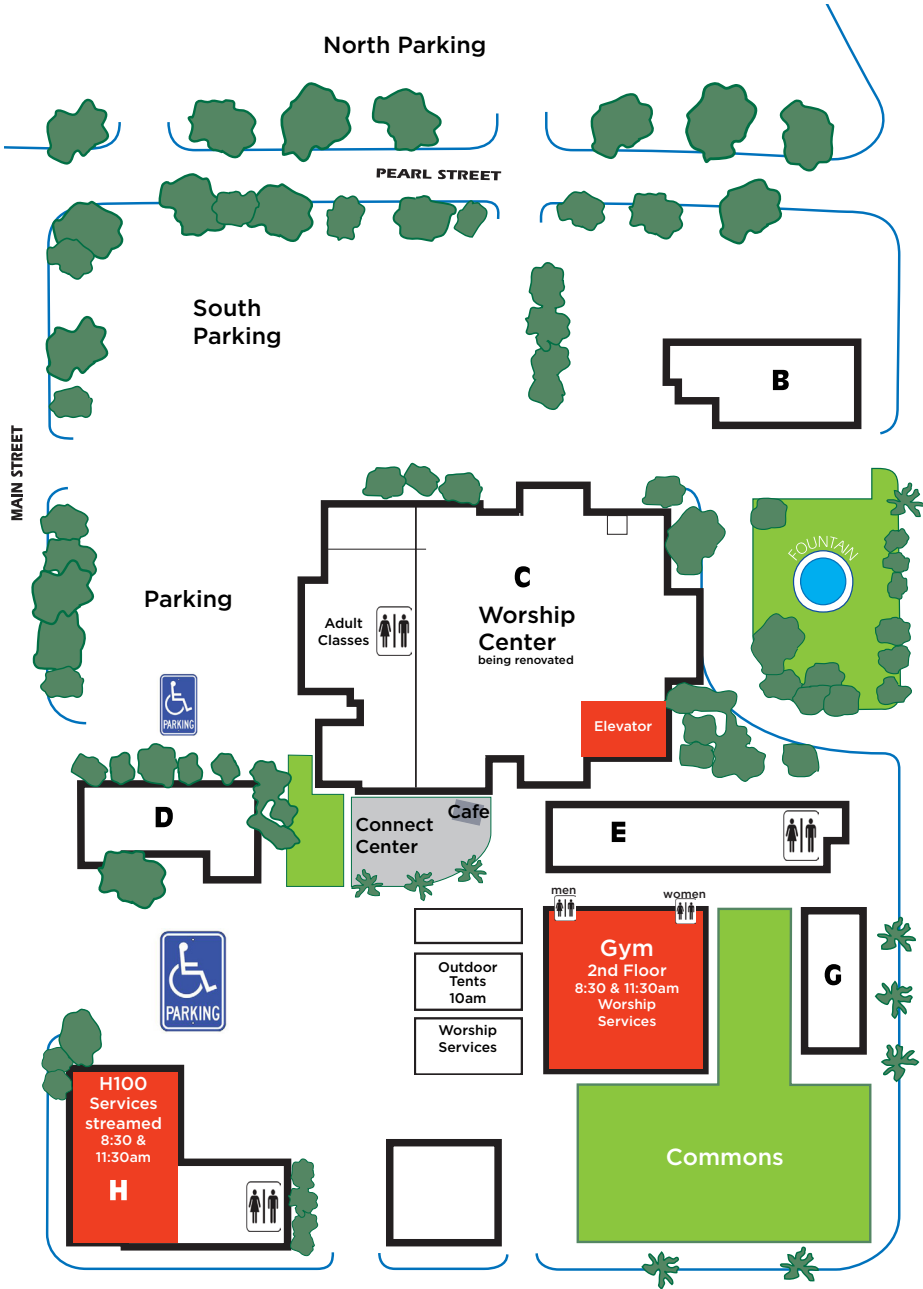 North Parking
PEARL STREET
South
Parking
B
MAIN STREET
FOUNTAIN
C
Worship
Center
being renovated
Adult
Classes
Parking
PARKING
Elevator
D
Connect
Center
Cafe
E
men
women
Gym
2nd Floor
8:30 & 11:30am
Worship
Services
Outdoor
Tents
10am
Worship
Services
G
PARKING
H100
Services
streamed
8:30 &
11:30am
H
Commons